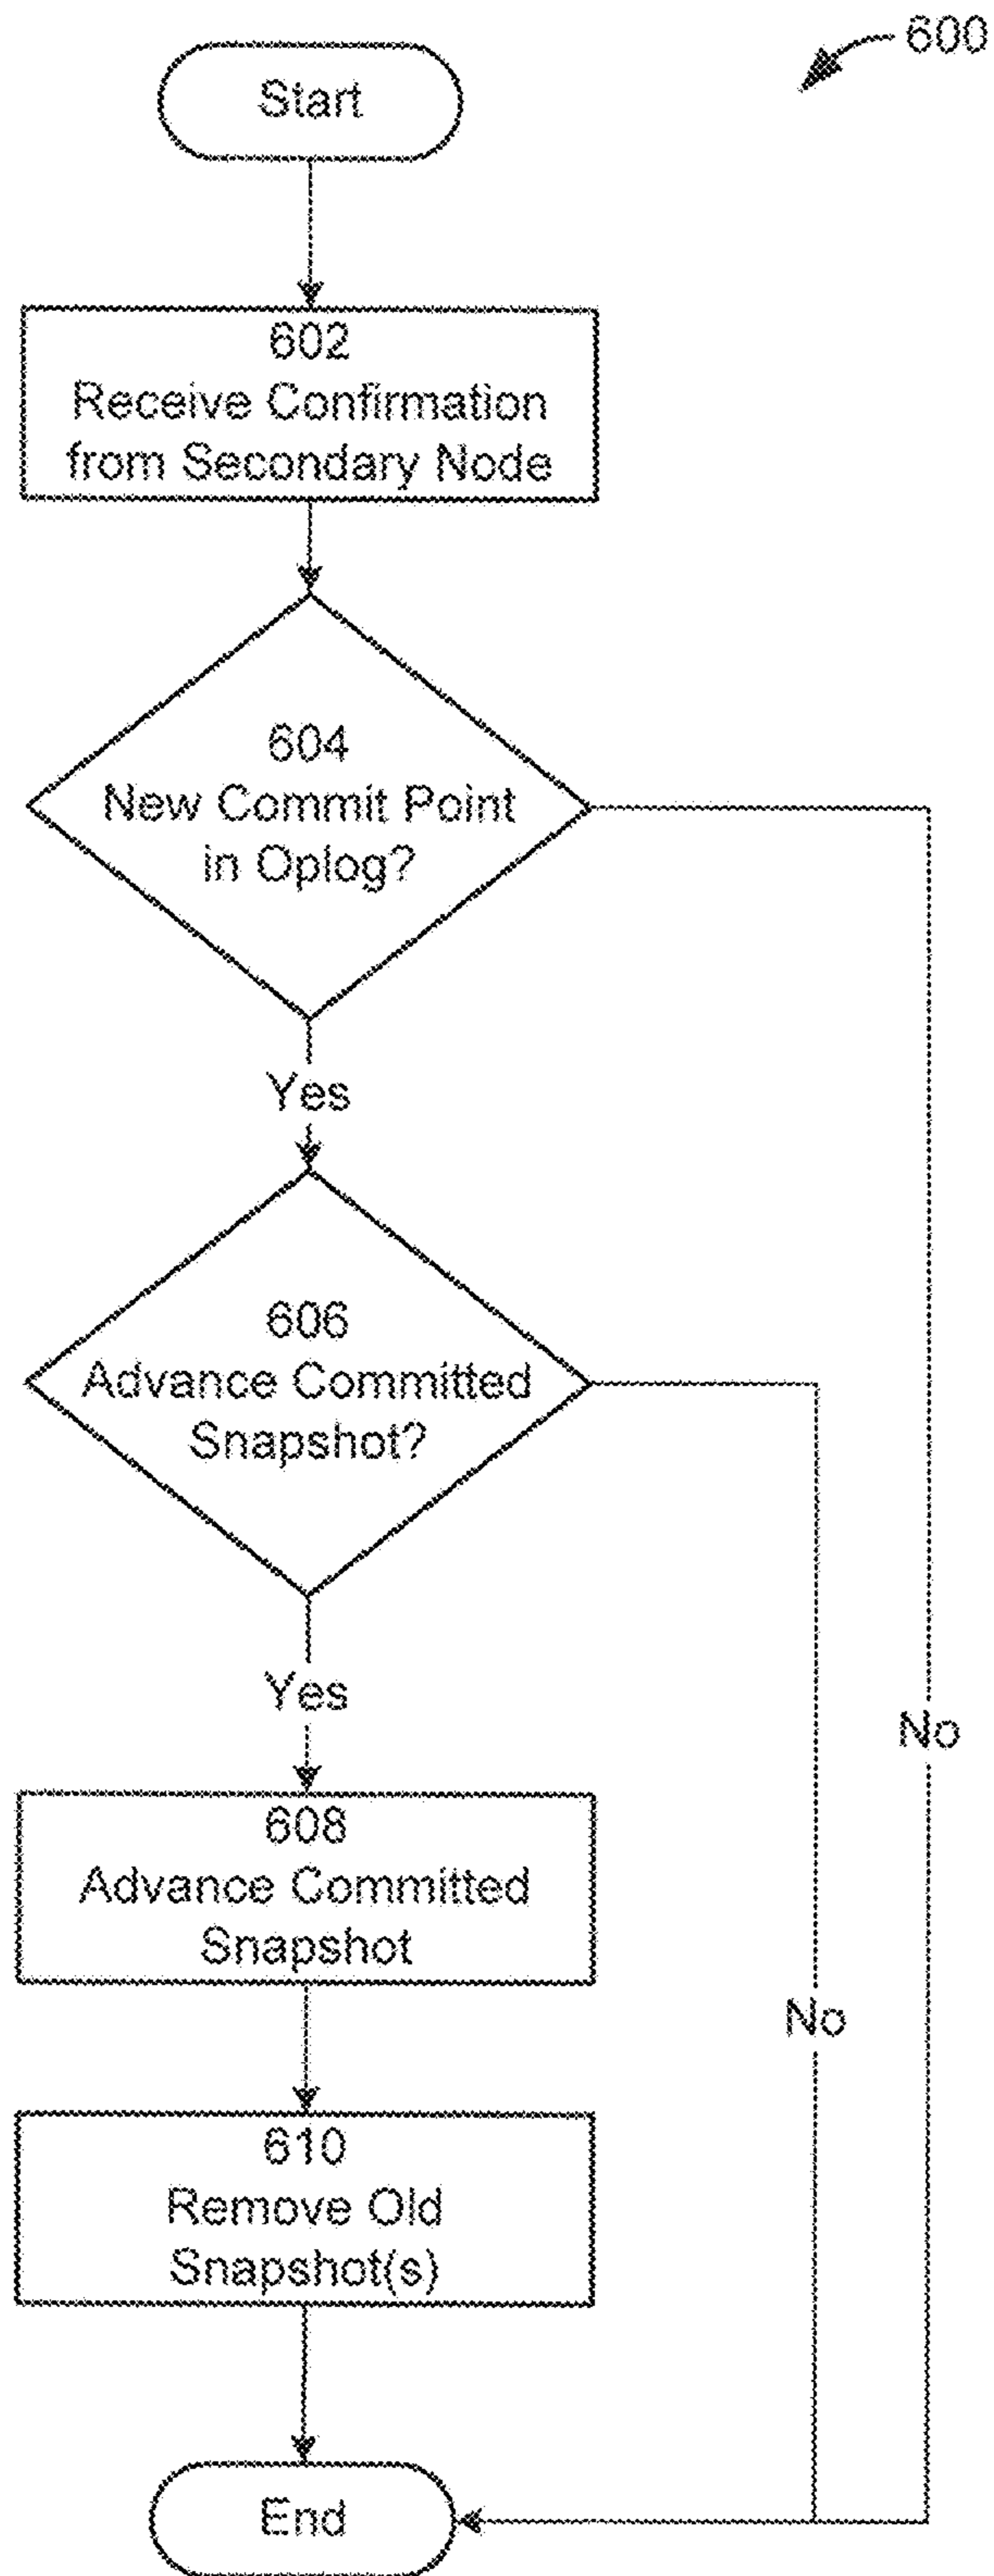 600
Start
602
Receive Confirmation
from Secondary Node
604
New Commit Point
in Oplog?
Yes
606
Advance Committed
Snapshot?
Yes
No
608
Advance Committed
Snapshot
No
610
Remove Old
Snapshot(s)
End